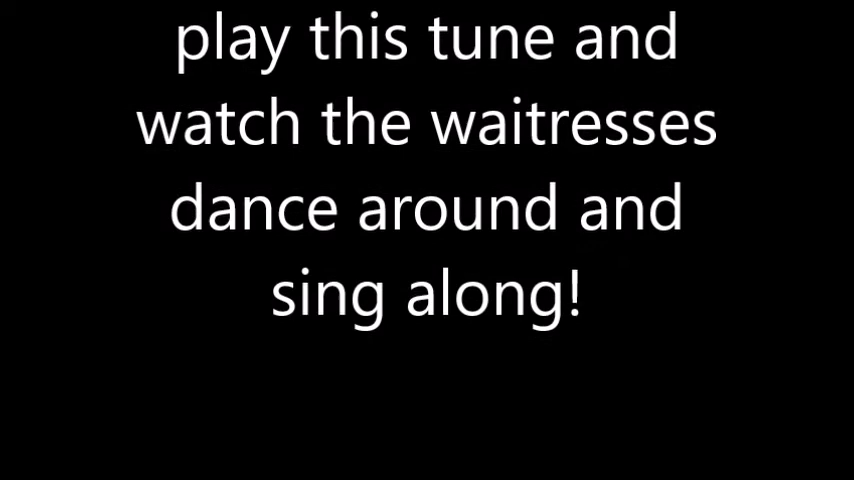 play this tune and
watch the waitresses
dance around and
sing along!